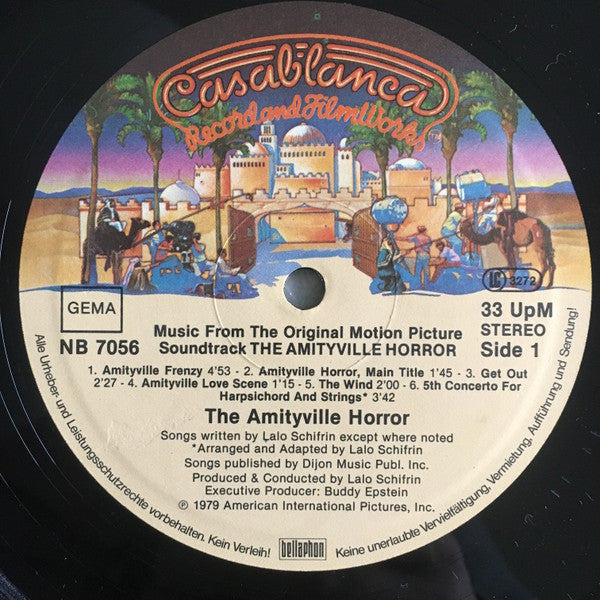 Casablanca
Record and FilmWorks™
GEMA
LC 3272
NB 7056
33 UpM
STEREO
Side 1
Music From The Original Motion Picture
Soundtrack THE AMITYVILLE HORROR
1. Amityville Frenzy 4'53 - 2. Amityville Horror, Main Title 1'45 - 3. Get Out
2'27 - 4. Amityville Love Scene 1'15 - 5. The Wind 2'00 - 6. 5th Concerto For
Harpsichord And Strings* 3'42
The Amityville Horror
Songs written by Lalo Schifrin except where noted
*Arranged and Adapted by Lalo Schifrin
Songs published by Dijon Music Publ. Inc.
Produced & Conducted by Lalo Schifrin
Executive Producer: Buddy Epstein
℗ 1979 American International Pictures, Inc.
bellaphon
Alle Urheber- und Leistungsschutzrechte vorbehalten. Kein Verleih! Keine unerlaubte Vervielfältigung, Vermietung, Aufführung und Sendung!